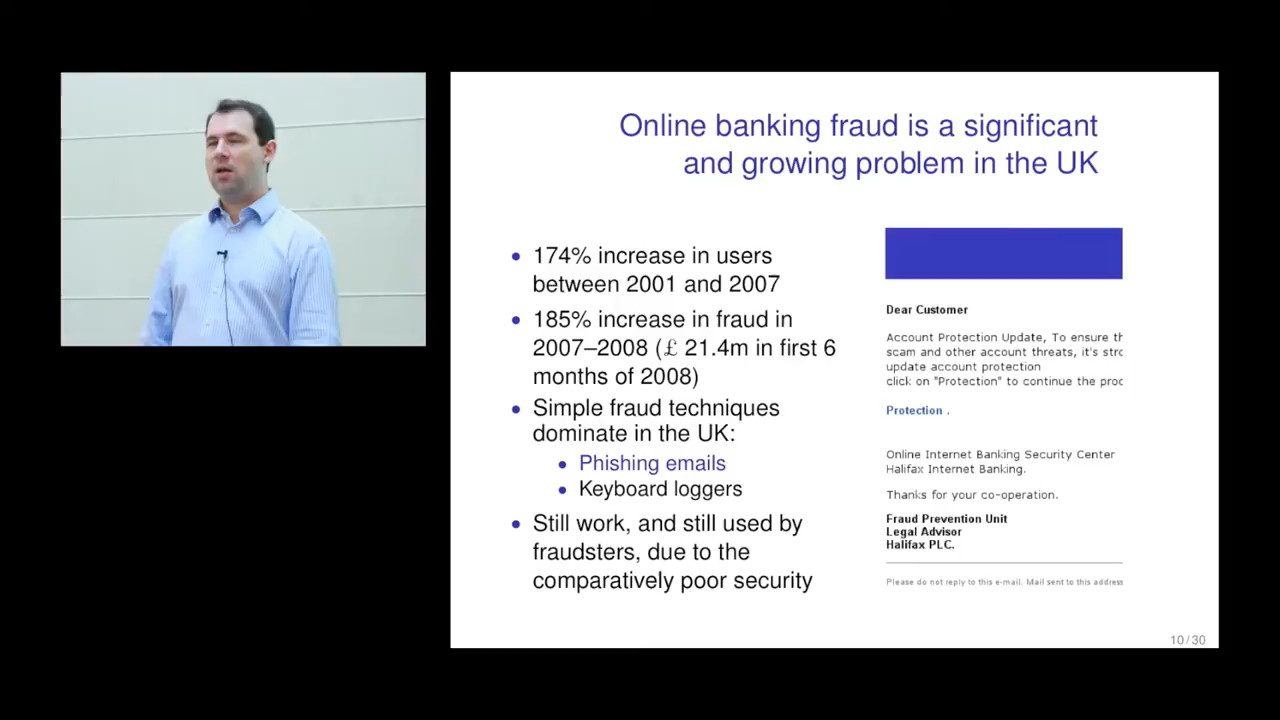 Online banking fraud is a significant
and growing problem in the UK
• 174% increase in users
between 2001 and 2007
• 185% increase in fraud in
2007–2008 (£ 21.4m in first 6
months of 2008)
• Simple fraud techniques
dominate in the UK:
• Phishing emails
• Keyboard loggers
• Still work, and still used by
fraudsters, due to the
comparatively poor security
Dear Customer
Account Protection Update, To ensure th
scam and other account threats, it's stro
update account protection
click on "Protection" to continue the proc
Protection .
Online Internet Banking Security Center
Halifax Internet Banking.
Thanks for your co-operation.
Fraud Prevention Unit
Legal Advisor
Halifax PLC.
Please do not reply to this e-mail. Mail sent to this address
10/30